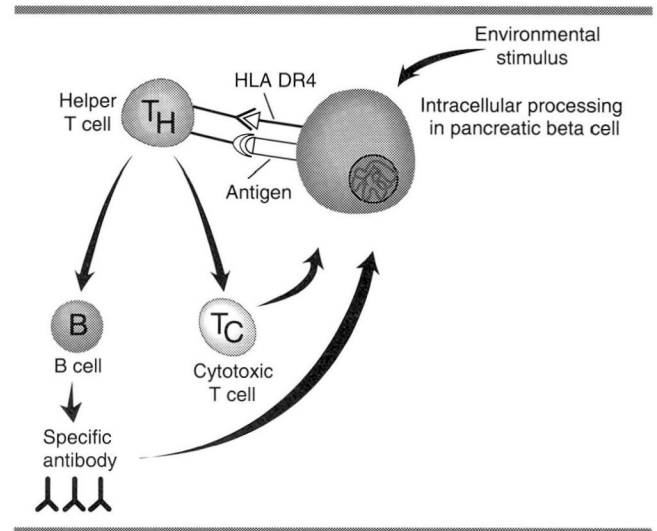 Environmental
stimulus
HLA DR4
Helper
T cell
TH
Intracellular processing
in pancreatic beta cell
Antigen
B
B cell
TC
Cytotoxic
T cell
Specific
antibody